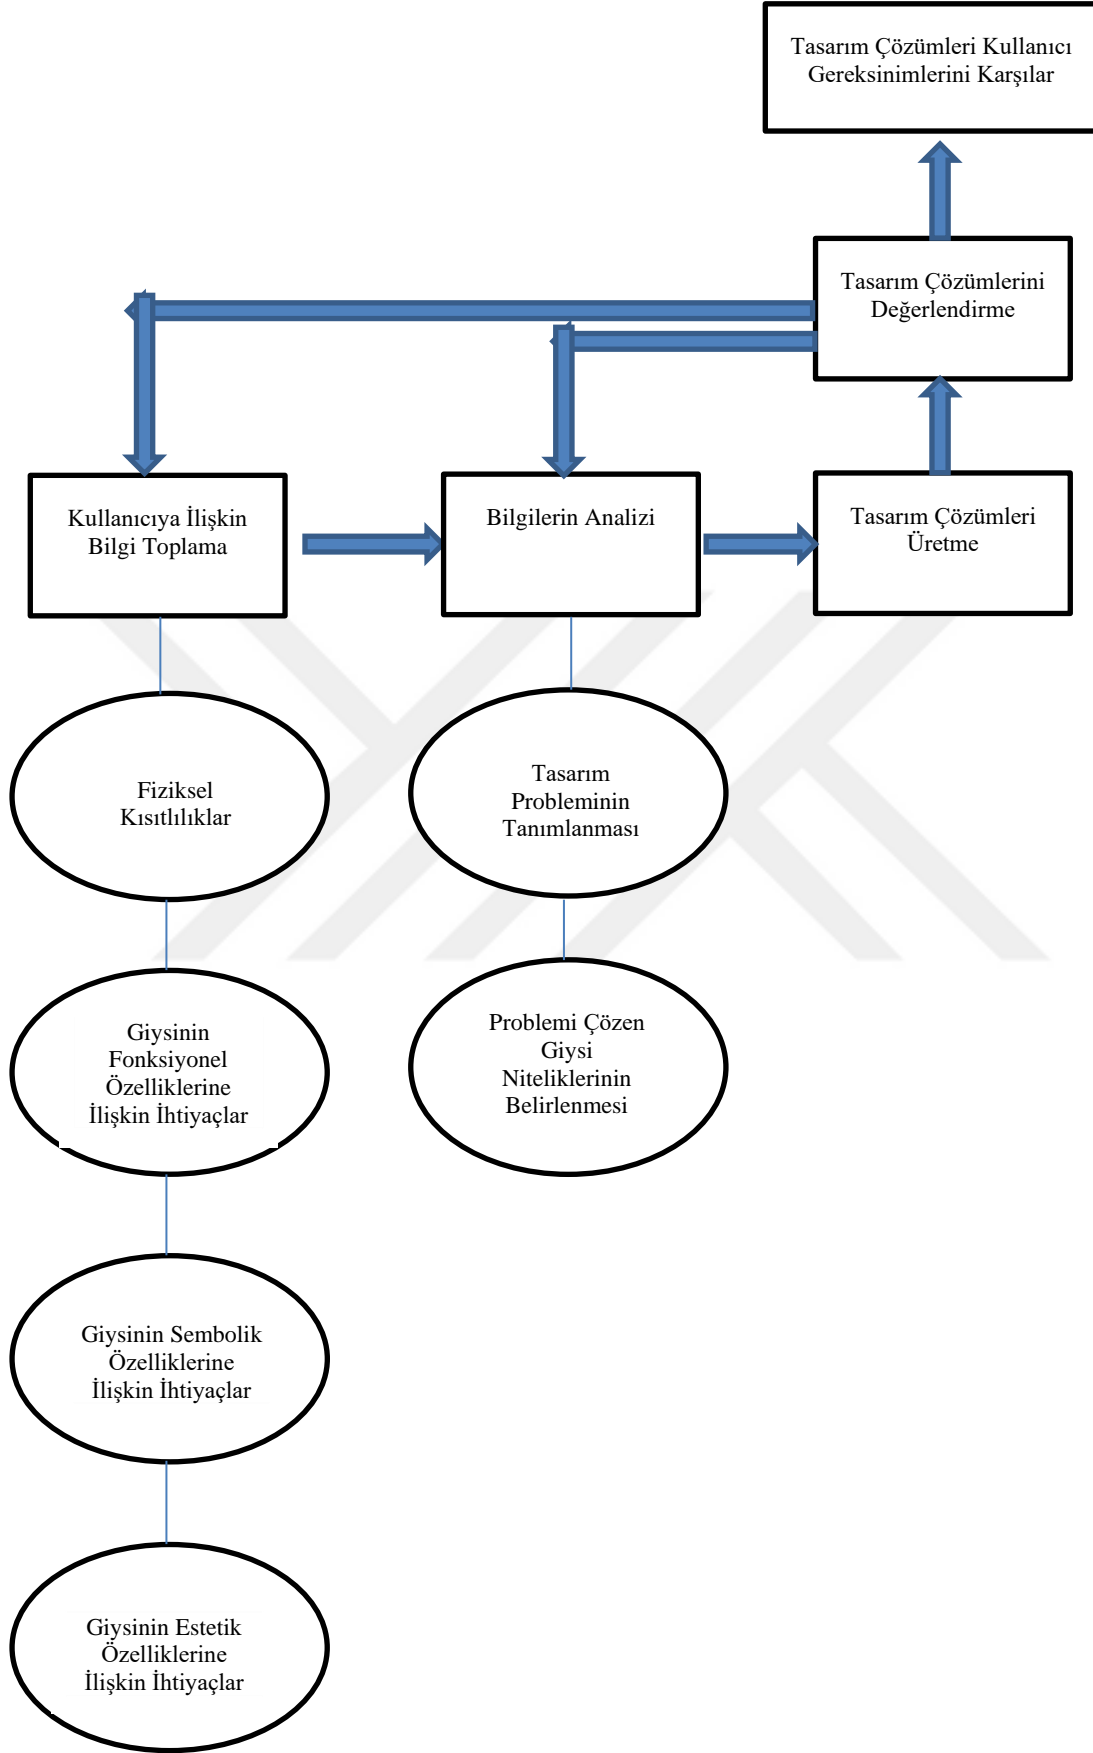 Tasarım Çözümleri Kullanıcı
Gereksinimlerini Karşılar
Tasarım Çözümlerini
Değerlendirme
Kullanıcıya İlişkin
Bilgi Toplama
Bilgilerin Analizi
Tasarım Çözümleri
Üretme
Fiziksel
Kısıtlılıklar
Tasarım
Probleminin
Tanımlanması
Giysinin
Fonksiyonel
Özelliklerine
İlişkin İhtiyaçlar
Problemi Çözen
Giysi
Niteliklerinin
Belirlenmesi
Giysinin Sembolik
Özelliklerine
İlişkin İhtiyaçlar
Giysinin Estetik
Özelliklerine
İlişkin İhtiyaçlar